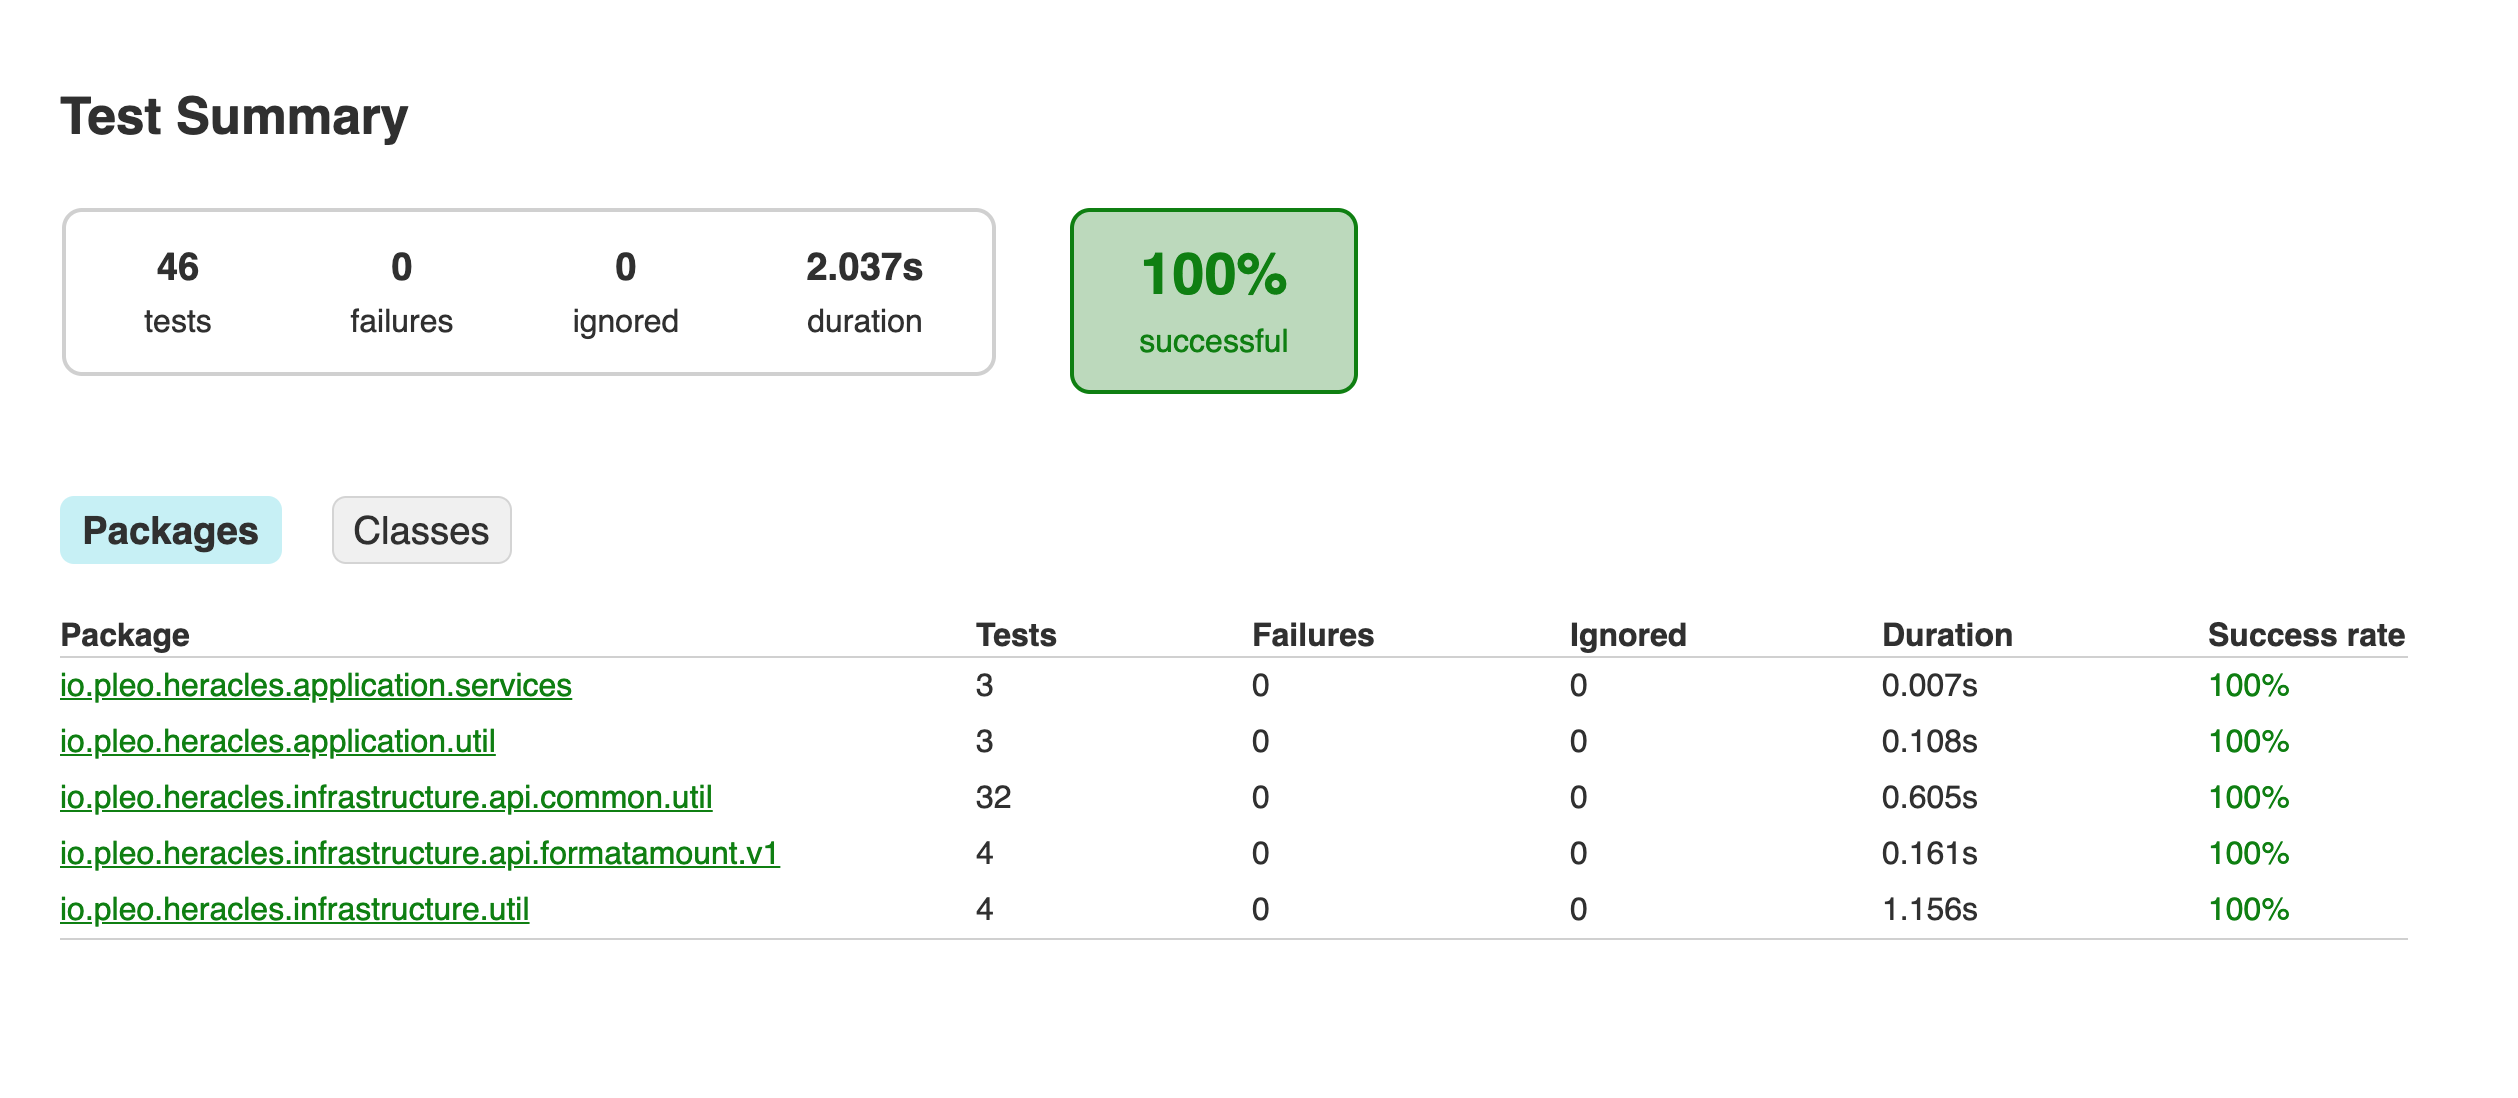 Test Summary
46 0 0 2.037s
tests failures ignored duration
100%
successful
Packages Classes
Package Tests Failures Ignored Duration Success rate
io.pleo.heracles.application.services 3 0 0 0.007s 100%
io.pleo.heracles.application.util 3 0 0 0.108s 100%
io.pleo.heracles.infrastructure.api.common.util 32 0 0 0.605s 100%
io.pleo.heracles.infrastructure.api.formatamount.v1 4 0 0 0.161s 100%
io.pleo.heracles.infrastructure.util 4 0 0 1.156s 100%